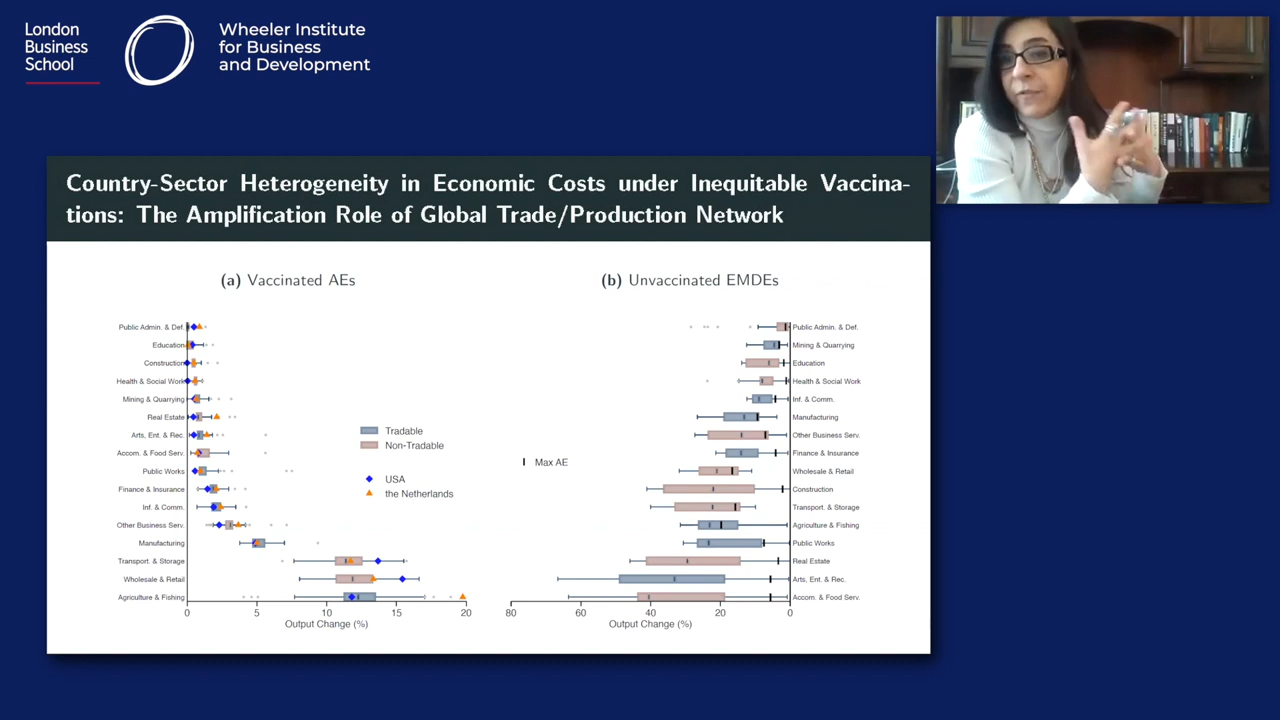 London
Business
School
Wheeler Institute
for Business
and Development
Country-Sector Heterogeneity in Economic Costs under Inequitable Vaccina-
tions: The Amplification Role of Global Trade/Production Network
(a) Vaccinated AEs
Public Admin. & Def.
Education
Construction
Health & Social Work
Mining & Quarrying
Real Estate
Arts, Ent. & Rec.
Accom. & Food Serv.
Public Works
Finance & Insurance
Inf. & Comm.
Other Business Serv.
Manufacturing
Transport. & Storage
Wholesale & Retail
Agriculture & Fishing
0 5 10 15 20
Output Change (%)
Tradable
Non-Tradable
USA
the Netherlands
(b) Unvaccinated EMDEs
Max AE
Public Admin. & Def.
Mining & Quarrying
Education
Health & Social Work
Inf. & Comm.
Manufacturing
Other Business Serv.
Finance & Insurance
Wholesale & Retail
Construction
Transport. & Storage
Agriculture & Fishing
Public Works
Real Estate
Arts, Ent. & Rec.
Accom. & Food Serv.
80 60 40 20 0
Output Change (%)